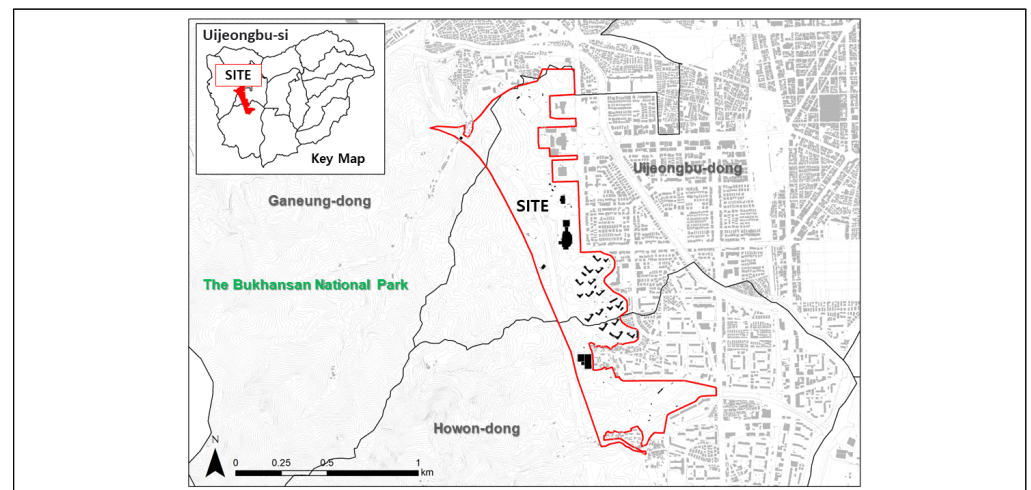 Uijeongbu-si
SITE
Key Map
Ganeung-dong
SITE
Uijeongbu-dong
The Bukhansan National Park
Howon-dong
N
0 0.25 0.5 1
km